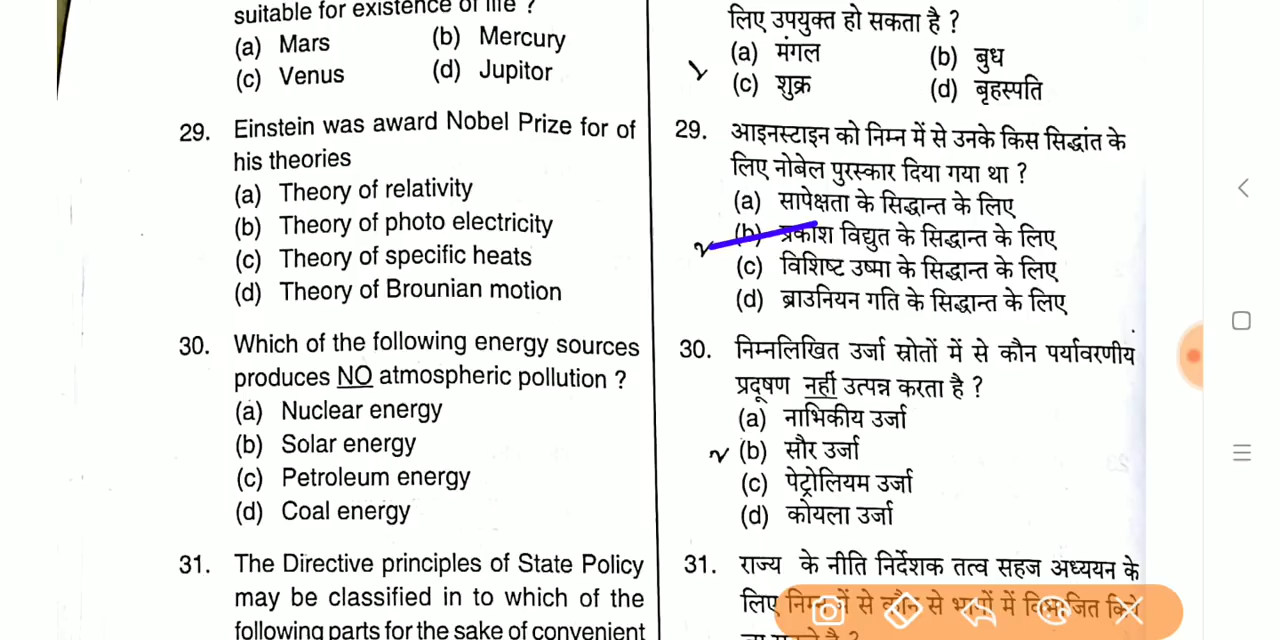 suitable for existence of life ?
(a) Mars (b) Mercury
(c) Venus (d) Jupitor
29. Einstein was award Nobel Prize for of
his theories
(a) Theory of relativity
(b) Theory of photo electricity
(c) Theory of specific heats
(d) Theory of Brounian motion
30. Which of the following energy sources
produces NO atmospheric pollution ?
(a) Nuclear energy
(b) Solar energy
(c) Petroleum energy
(d) Coal energy
31. The Directive principles of State Policy
may be classified in to which of the
following parts for the sake of convenient
लिए उपयुक्त हो सकता है ?
(a) मंगल (b) बुध
(c) शुक्र (d) बृहस्पति
29. आइनस्टाइन को निम्न में से उनके किस सिद्धांत के
लिए नोबेल पुरस्कार दिया गया था ?
(a) सापेक्षता के सिद्धान्त के लिए
(b) प्रकाश विद्युत के सिद्धान्त के लिए
(c) विशिष्ट उष्मा के सिद्धान्त के लिए
(d) ब्राउनियन गति के सिद्धान्त के लिए
30. निम्नलिखित उर्जा स्रोतों में से कौन पर्यावरणीय
प्रदूषण नहीं उत्पन्न करता है ?
(a) नाभिकीय उर्जा
(b) सौर उर्जा
(c) पेट्रोलियम उर्जा
(d) कोयला उर्जा
31. राज्य के नीति निर्देशक तत्व सहज अध्ययन के
लिए निम्न में से कौन से भागों में विभाजित किये